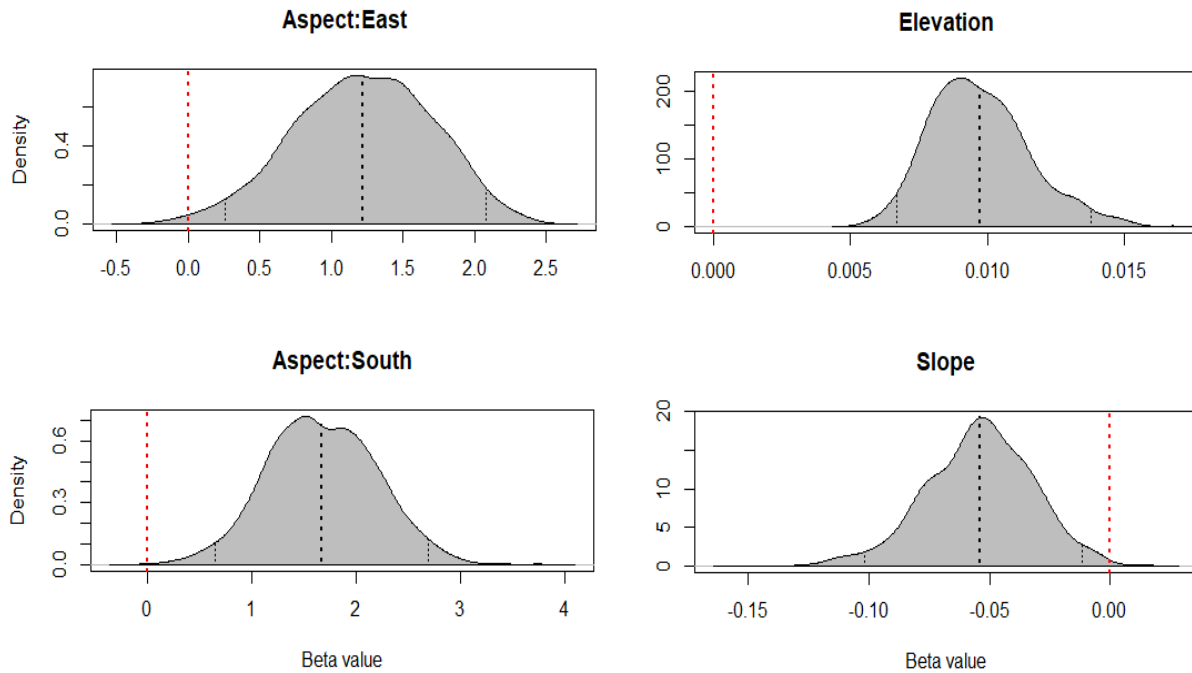 Aspect:East
Density
0.0
0.4
-0.5 0.0 0.5 1.0 1.5 2.0 2.5
Elevation
0
100
200
0.000 0.005 0.010 0.015
Aspect:South
Density
0.0
0.3
0.6
0 1 2 3 4
Beta value
Slope
0
5
10
20
-0.15 -0.10 -0.05 0.00
Beta value